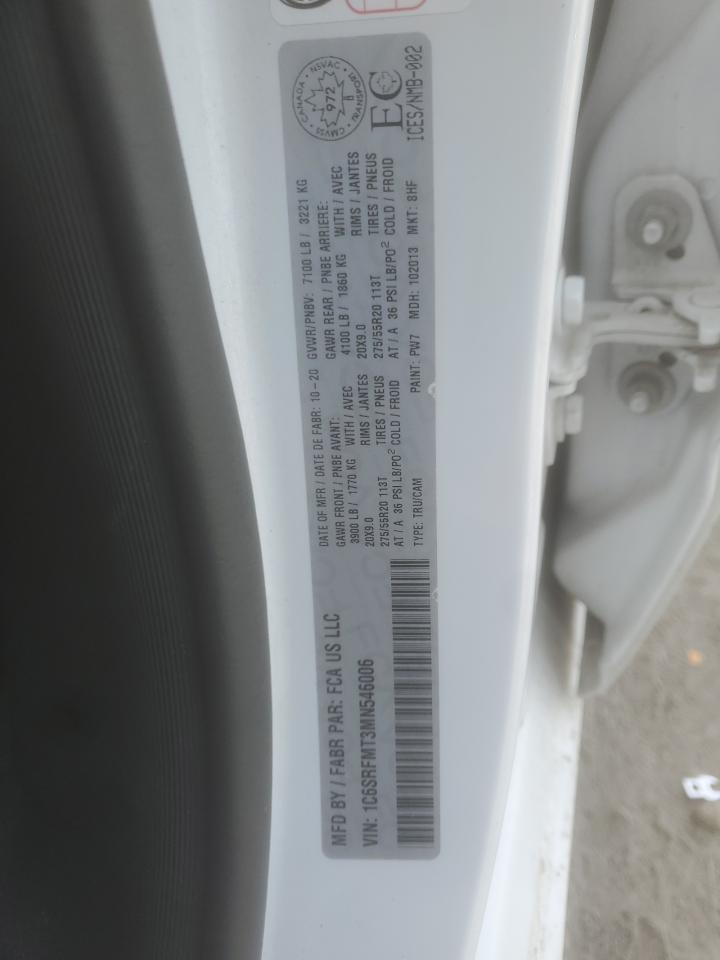 MFD BY / FABR PAR: FCA US LLC
DATE OF MFR / DATE DE FABR: 10-20 GVWR/PNBV: 7100 LB / 3221 KG
GAWR FRONT / PNBE AVANT:
3900 LB / 1770 KG WITH / AVEC
20X9.0 RIMS / JANTES
275/55R20 113T TIRES / PNEUS
AT / A 36 PSI LB/PO² COLD / FROID
GAWR REAR / PNBE ARRIERE:
4100 LB / 1860 KG WITH / AVEC
20X9.0 RIMS / JANTES
275/55R20 113T TIRES / PNEUS
AT / A 36 PSI LB/PO² COLD / FROID
VIN: 1C6SRFMT3MN546006
TYPE: TRU/CAM PAINT: PW7 MDH: 102013 MKT: 8HF
CANADA · NSVAC · TRANSPORT · CMVSS
972
EC
ICES/NMB-002